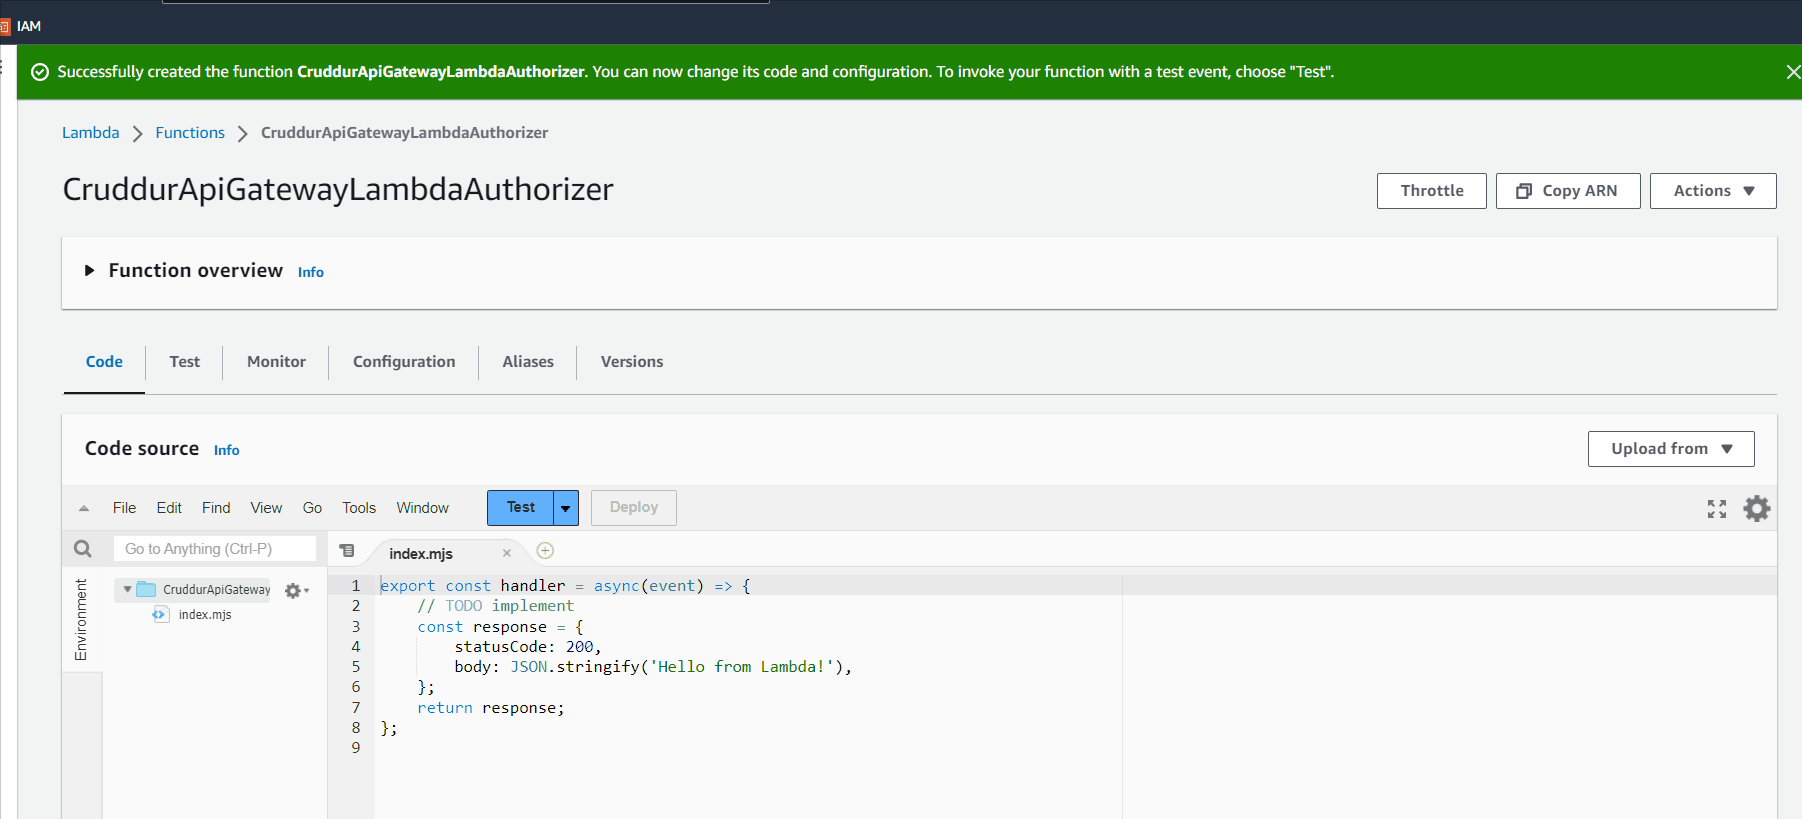 IAM
Successfully created the function CruddurApiGatewayLambdaAuthorizer. You can now change its code and configuration. To invoke your function with a test event, choose "Test".
Lambda > Functions > CruddurApiGatewayLambdaAuthorizer
CruddurApiGatewayLambdaAuthorizer
Throttle Copy ARN Actions
Function overview Info
Code Test Monitor Configuration Aliases Versions
Code source Info
Upload from
File Edit Find View Go Tools Window Test Deploy
Go to Anything (Ctrl-P)
index.mjs
Environment
CruddurApiGateway
index.mjs
1 export const handler = async(event) => {
2     // TODO implement
3     const response = {
4         statusCode: 200,
5         body: JSON.stringify('Hello from Lambda!'),
6     };
7     return response;
8 };
9